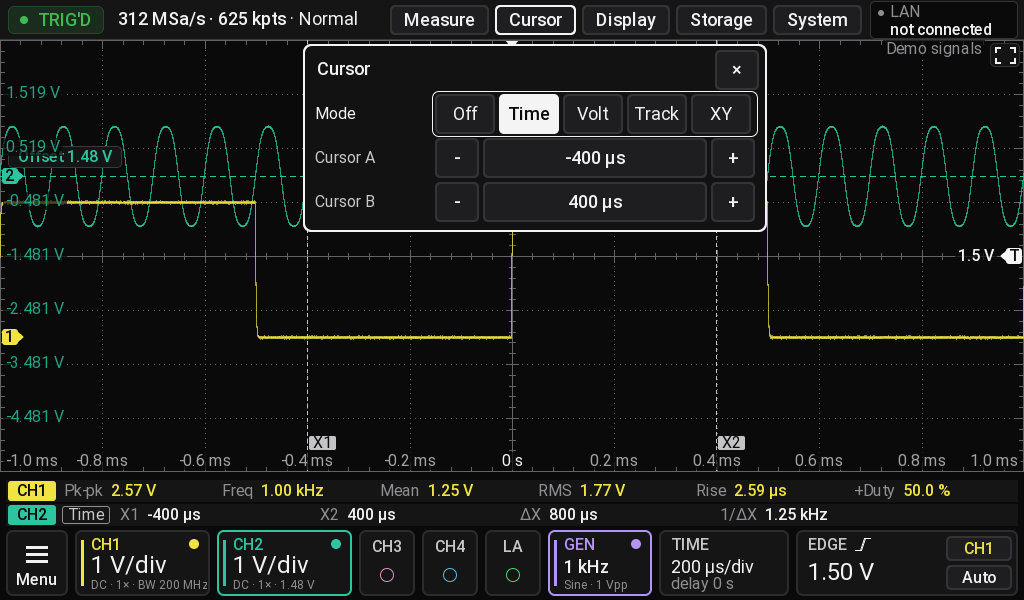 TRIG'D 312 MSa/s · 625 kpts · Normal Measure Cursor Display Storage System LAN
not connected
Demo signals
Cursor ×
Mode Off Time Volt Track XY
Cursor A - -400 µs +
Cursor B - 400 µs +
1.519 V
0.519 V
Offset 1.48 V
2
-0.481 V
-1.481 V
1.5 V T
-2.481 V
1
-3.481 V
-4.481 V
X1 X2
-1.0 ms -0.8 ms -0.6 ms -0.4 ms -0.2 ms 0 s 0.2 ms 0.4 ms 0.6 ms 0.8 ms 1.0 ms
CH1 Pk-pk 2.57 V Freq 1.00 kHz Mean 1.25 V RMS 1.77 V Rise 2.59 µs +Duty 50.0 %
CH2 Time X1 -400 µs X2 400 µs ΔX 800 µs 1/ΔX 1.25 kHz
Menu
CH1
1 V/div
DC · 1× · BW 200 MHz
CH2
1 V/div
DC · 1× · 1.48 V
CH3
CH4
LA
GEN
1 kHz
Sine · 1 Vpp
TIME
200 µs/div
delay 0 s
EDGE
1.50 V
CH1
Auto